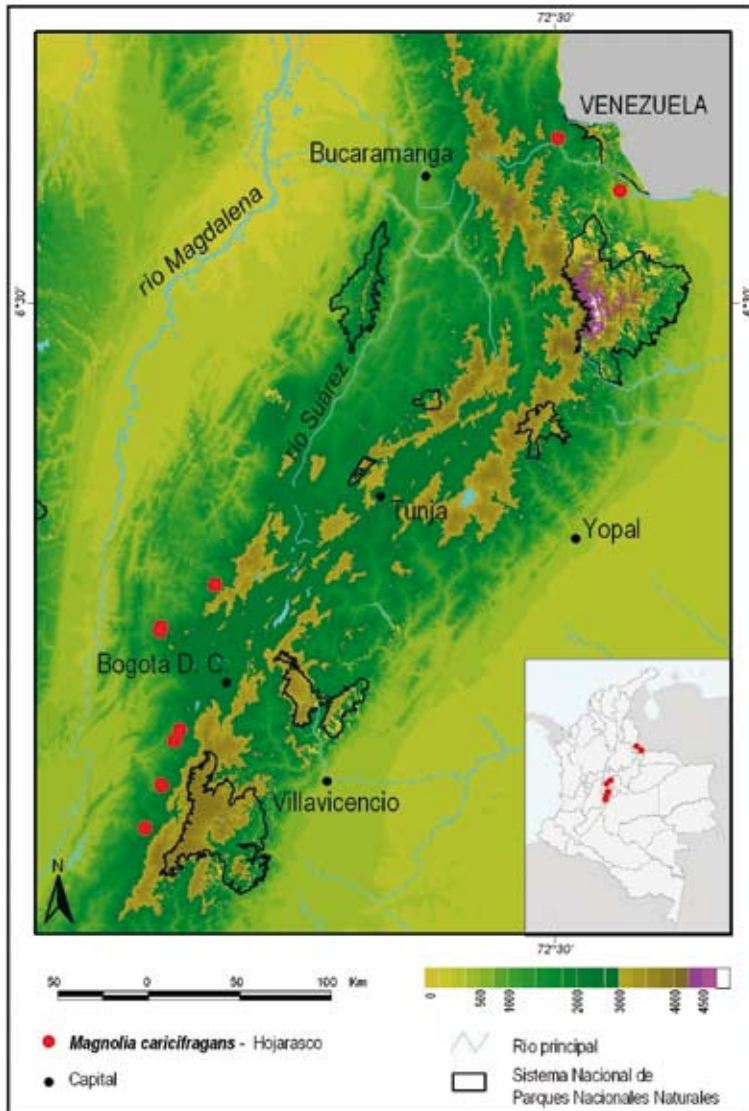 72°30'
VENEZUELA
Bucaramanga
río Magdalena
6°30'
6°30'
río Suárez
Tunja
Yopal
Bogota D. C.
Villavicencio
N
72°30'
50 0 50 100 Km
0 500 1000 2000 3000 4000 4500
Magnolia caricifragans - Hojarasco
Capital
Rio principal
Sistema Nacional de
Parques Nacionales Naturales